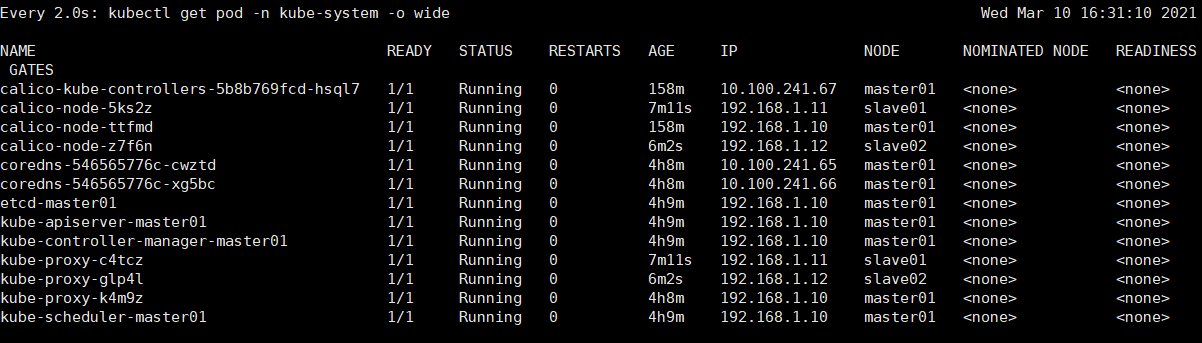 Every 2.0s: kubectl get pod -n kube-system -o wide Wed Mar 10 16:31:10 2021
NAME READY STATUS RESTARTS AGE IP NODE NOMINATED NODE READINESS
GATES
calico-kube-controllers-5b8b769fcd-hsql7 1/1 Running 0 158m 10.100.241.67 master01 <none> <none>
calico-node-5ks2z 1/1 Running 0 7m11s 192.168.1.11 slave01 <none> <none>
calico-node-ttfmd 1/1 Running 0 158m 192.168.1.10 master01 <none> <none>
calico-node-z7f6n 1/1 Running 0 6m2s 192.168.1.12 slave02 <none> <none>
coredns-546565776c-cwztd 1/1 Running 0 4h8m 10.100.241.65 master01 <none> <none>
coredns-546565776c-xg5bc 1/1 Running 0 4h8m 10.100.241.66 master01 <none> <none>
etcd-master01 1/1 Running 0 4h9m 192.168.1.10 master01 <none> <none>
kube-apiserver-master01 1/1 Running 0 4h9m 192.168.1.10 master01 <none> <none>
kube-controller-manager-master01 1/1 Running 0 4h9m 192.168.1.10 master01 <none> <none>
kube-proxy-c4tcz 1/1 Running 0 7m11s 192.168.1.11 slave01 <none> <none>
kube-proxy-glp4l 1/1 Running 0 6m2s 192.168.1.12 slave02 <none> <none>
kube-proxy-k4m9z 1/1 Running 0 4h8m 192.168.1.10 master01 <none> <none>
kube-scheduler-master01 1/1 Running 0 4h9m 192.168.1.10 master01 <none> <none>